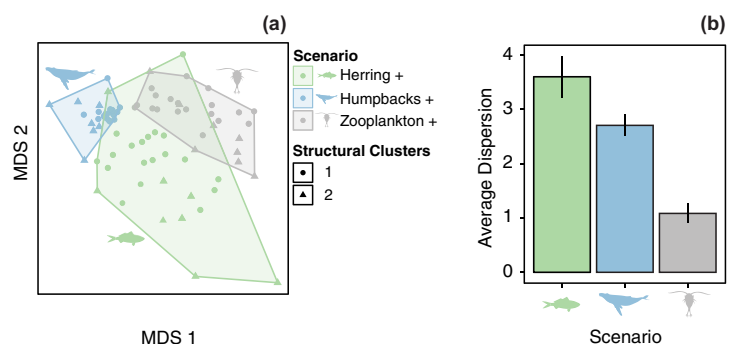 (a)
MDS 2
MDS 1
Scenario
Herring +
Humpbacks +
Zooplankton +
Structural Clusters
1
2
(b)
Average Dispersion
4
3
2
1
0
Scenario